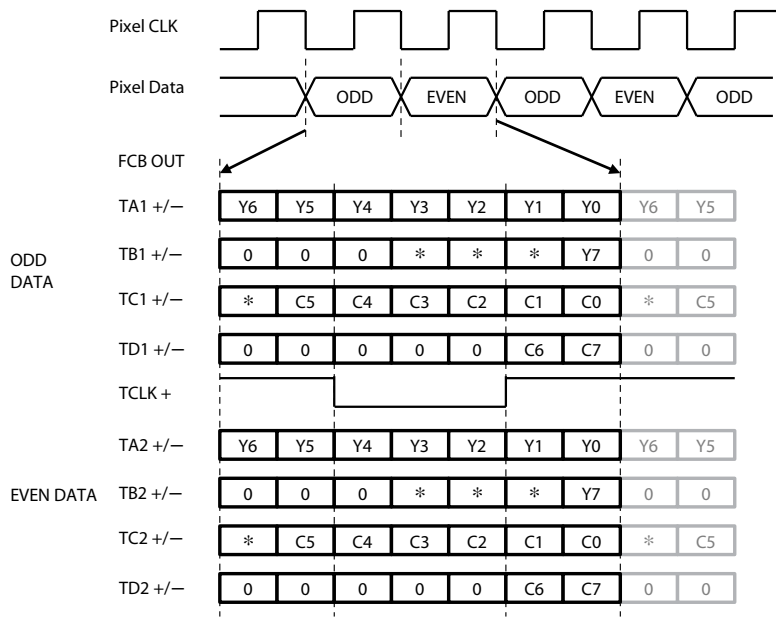 Pixel CLK
Pixel Data ODD EVEN ODD EVEN ODD
FCB OUT
TA1 +/− Y6 Y5 Y4 Y3 Y2 Y1 Y0 Y6 Y5
ODD DATA
TB1 +/− 0 0 0 * * * Y7 0 0
TC1 +/− * C5 C4 C3 C2 C1 C0 * C5
TD1 +/− 0 0 0 0 0 C6 C7 0 0
TCLK +
TA2 +/− Y6 Y5 Y4 Y3 Y2 Y1 Y0 Y6 Y5
EVEN DATA TB2 +/− 0 0 0 * * * Y7 0 0
TC2 +/− * C5 C4 C3 C2 C1 C0 * C5
TD2 +/− 0 0 0 0 0 C6 C7 0 0